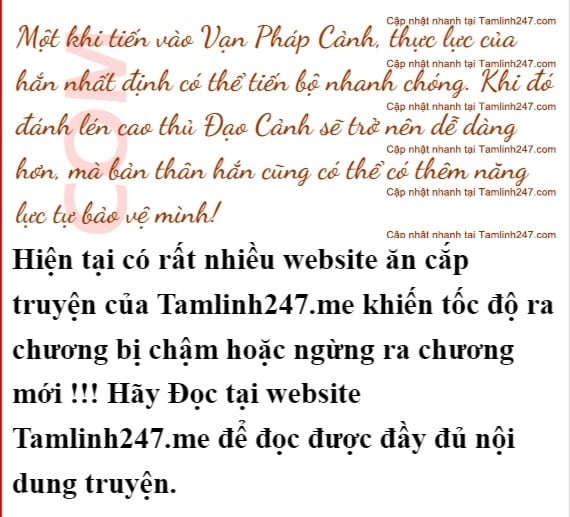 Cập nhật nhanh tại Tamlinh247.com
Một khi tiến vào Vạn Pháp Cảnh, thực lực của
Cập nhật nhanh tại Tamlinh247.com
hắn nhất định có thể tiến bộ nhanh chóng. Khi đó
Cập nhật nhanh tại Tamlinh247.com
đánh lén cao thủ Đạo Cảnh sẽ trở nên dễ dàng
Cập nhật nhanh tại Tamlinh247.com
hơn, mà bản thân hắn cũng có thể có thêm năng
Cập nhật nhanh tại Tamlinh247.com
lực tự bảo vệ mình!
Cập nhật nhanh tại Tamlinh247.com
COM
Hiện tại có rất nhiều website ăn cắp
truyện của Tamlinh247.me khiến tốc độ ra
chương bị chậm hoặc ngừng ra chương
mới !!! Hãy Đọc tại website
Tamlinh247.me để đọc được đầy đủ nội
dung truyện.